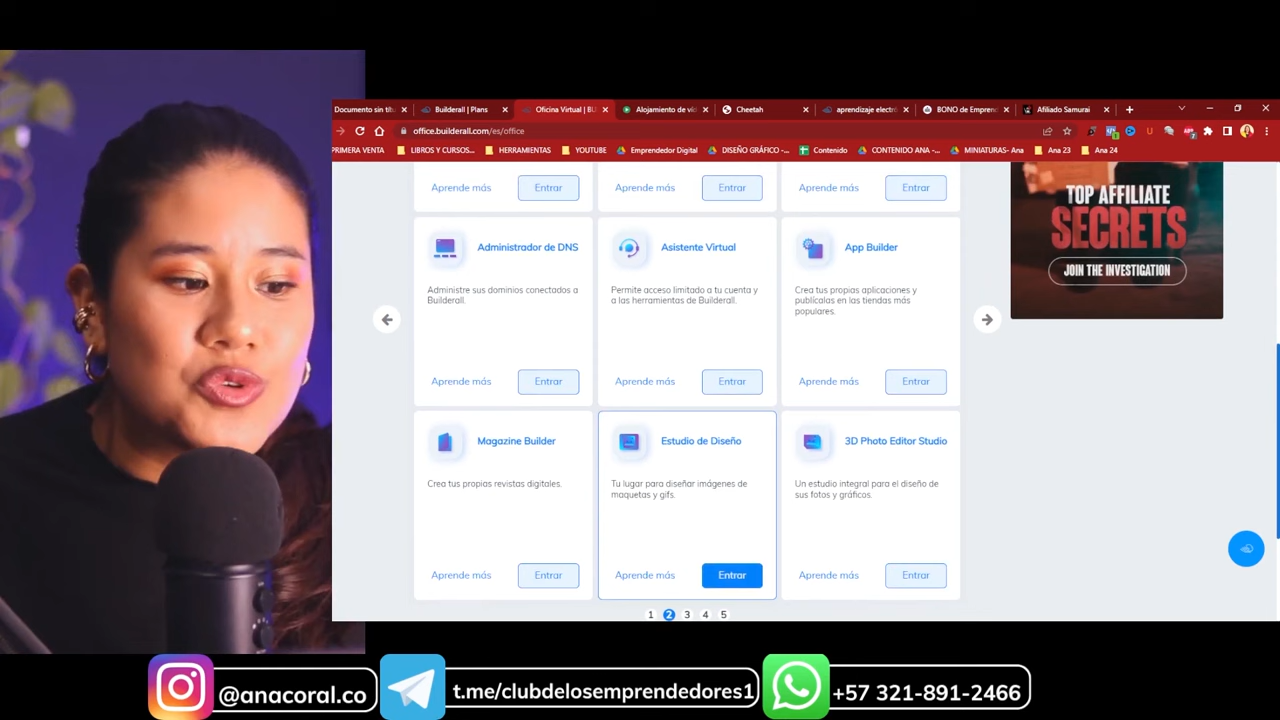 Documento sin títu
Builderall | Plans
Oficina Virtual | BU
Alojamiento de víd
Cheetah
aprendizaje electró
BONO de Empren
Afiliado Samurai
office.builderall.com/es/office
PRIMERA VENTA
LIBROS Y CURSOS...
HERRAMIENTAS
YOUTUBE
Emprendedor Digital
DISEÑO GRÁFICO -...
Contenido
CONTENIDO ANA -...
MINIATURAS- Ana
Ana 23
Ana 24
Aprende más
Entrar
Aprende más
Entrar
Aprende más
Entrar
TOP AFFILIATE
SECRETS
JOIN THE INVESTIGATION
Administrador de DNS
Administre sus dominios conectados a
Builderall.
Aprende más
Entrar
Asistente Virtual
Permite acceso limitado a tu cuenta y
a las herramientas de Builderall.
Aprende más
Entrar
App Builder
Crea tus propias aplicaciones y
publícalas en las tiendas más
populares.
Aprende más
Entrar
Magazine Builder
Crea tus propias revistas digitales.
Aprende más
Entrar
Estudio de Diseño
Tu lugar para diseñar imágenes de
maquetas y gifs.
Aprende más
Entrar
3D Photo Editor Studio
Un estudio integral para el diseño de
sus fotos y gráficos.
Aprende más
Entrar
1 2 3 4 5
@anacoral.co
t.me/clubdelosemprendedores1
+57 321-891-2466